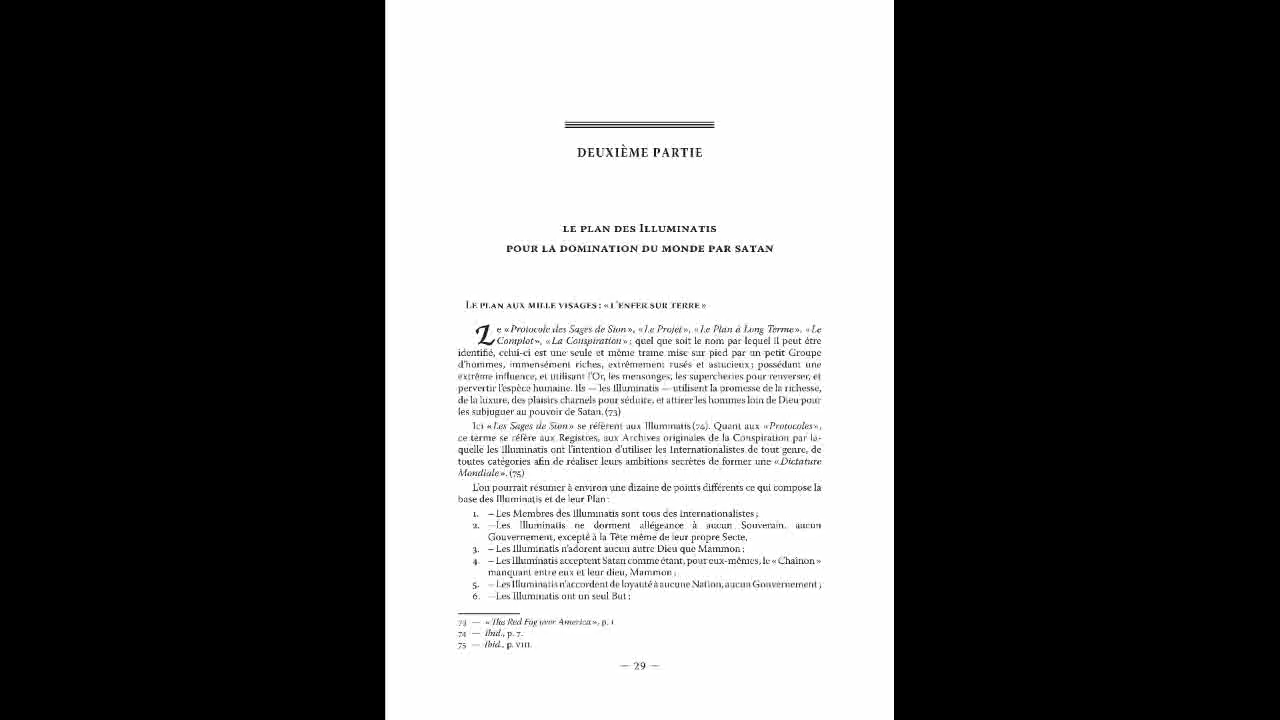 DEUXIÈME PARTIE
LE PLAN DES ILLUMINATIS
POUR LA DOMINATION DU MONDE PAR SATAN
LE PLAN AUX MILLE VISAGES : « L'ENFER SUR TERRE »
Le « Protocole des Sages de Sion », « Le Projet », « Le Plan à Long Terme », « Le
Complot », « La Conspiration » ; quel que soit le nom par lequel il peut être
identifié, celui-ci est une seule et même trame mise sur pied par un petit Groupe
d'hommes, immensément riches, extrêmement rusés et astucieux ; possédant une
extrême influence, et utilisant l'Or, les mensonges, les supercheries pour renverser, et
pervertir l'espèce humaine. Ils — les Illuminatis — utilisent la promesse de la richesse,
de la luxure, des plaisirs charnels pour séduire, et attirer les hommes loin de Dieu pour
les subjuguer au pouvoir de Satan. (73)
Ici « Les Sages de Sion » se réfèrent aux Illuminatis (74). Quant aux « Protocoles »,
ce terme se réfère aux Registres, aux Archives originales de la Conspiration par la-
quelle les Illuminatis ont l'intention d'utiliser les Internationalistes de tout genre, de
toutes catégories afin de réaliser leurs ambitions secrètes de former une « Dictature
Mondiale ». (75)
L'on pourrait résumer à environ une dizaine de points différents ce qui compose la
base des Illuminatis et de leur Plan :
1. – Les Membres des Illuminatis sont tous des Internationalistes ;
2. – Les Illuminatis ne dorment allégeance à aucun Souverain, aucun
Gouvernement, excepté à la Tête même de leur propre Secte,
3. – Les Illuminatis n'adorent aucun autre Dieu que Mammon ;
4. – Les Illuminatis acceptent Satan comme étant, pour eux-mêmes, le « Chaînon »
manquant entre eux et leur dieu, Mammon ;
5. – Les Illuminatis n'accordent de loyauté à aucune Nation, aucun Gouvernement ;
6. – Les Illuminatis ont un seul But :
73 — « The Red Fog over America », p. 1
74 — Ibid., p. 7.
75 — Ibid., p. VIII.
— 29 —